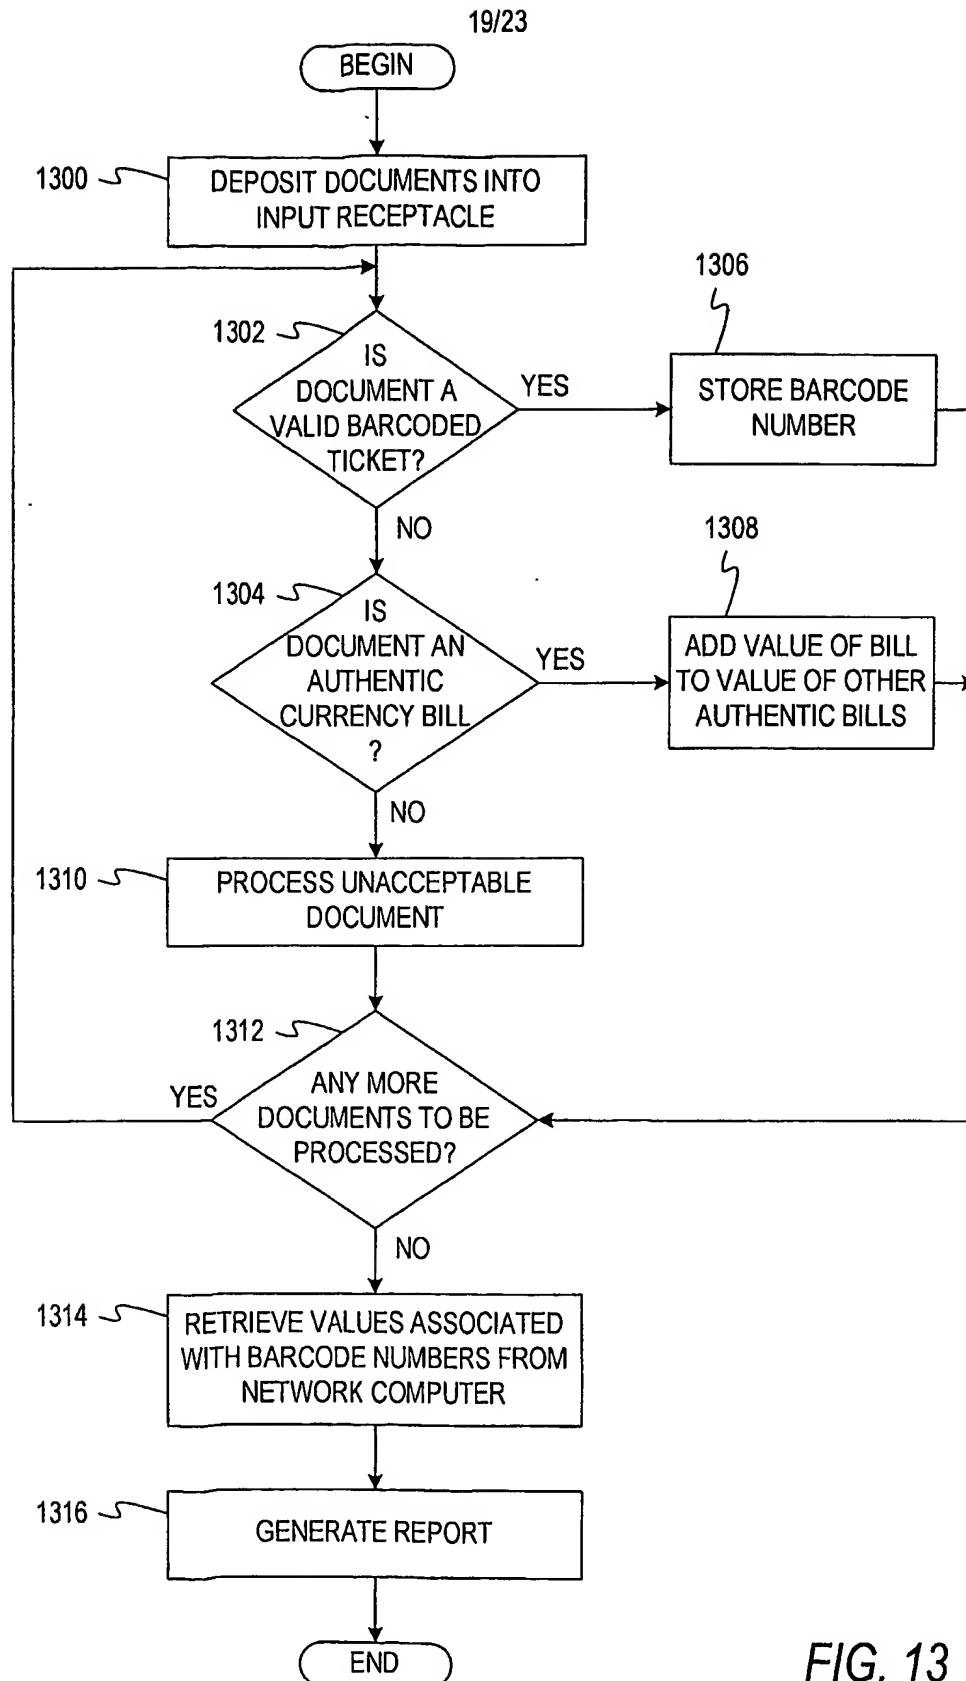 19/23
BEGIN
1300
DEPOSIT DOCUMENTS INTO
INPUT RECEPTACLE
1302
IS
DOCUMENT A
VALID BARCODED
TICKET?
YES
1306
STORE BARCODE
NUMBER
NO
1304
IS
DOCUMENT AN
AUTHENTIC
CURRENCY BILL
?
YES
1308
ADD VALUE OF BILL
TO VALUE OF OTHER
AUTHENTIC BILLS
NO
1310
PROCESS UNACCEPTABLE
DOCUMENT
1312
YES
ANY MORE
DOCUMENTS TO BE
PROCESSED?
NO
1314
RETRIEVE VALUES ASSOCIATED
WITH BARCODE NUMBERS FROM
NETWORK COMPUTER
1316
GENERATE REPORT
END
FIG. 13